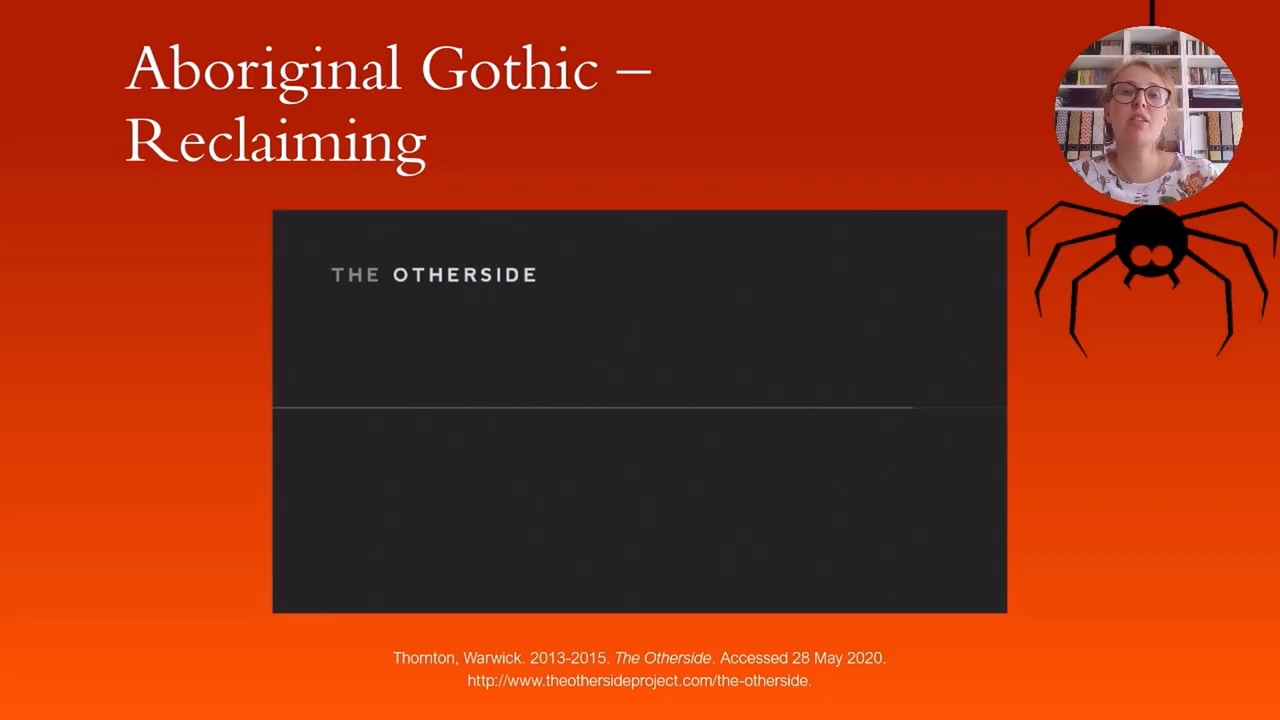 Aboriginal Gothic –
Reclaiming
THE OTHERSIDE
Thornton, Warwick. 2013-2015. The Otherside. Accessed 28 May 2020.
http://www.theothersideproject.com/the-otherside.